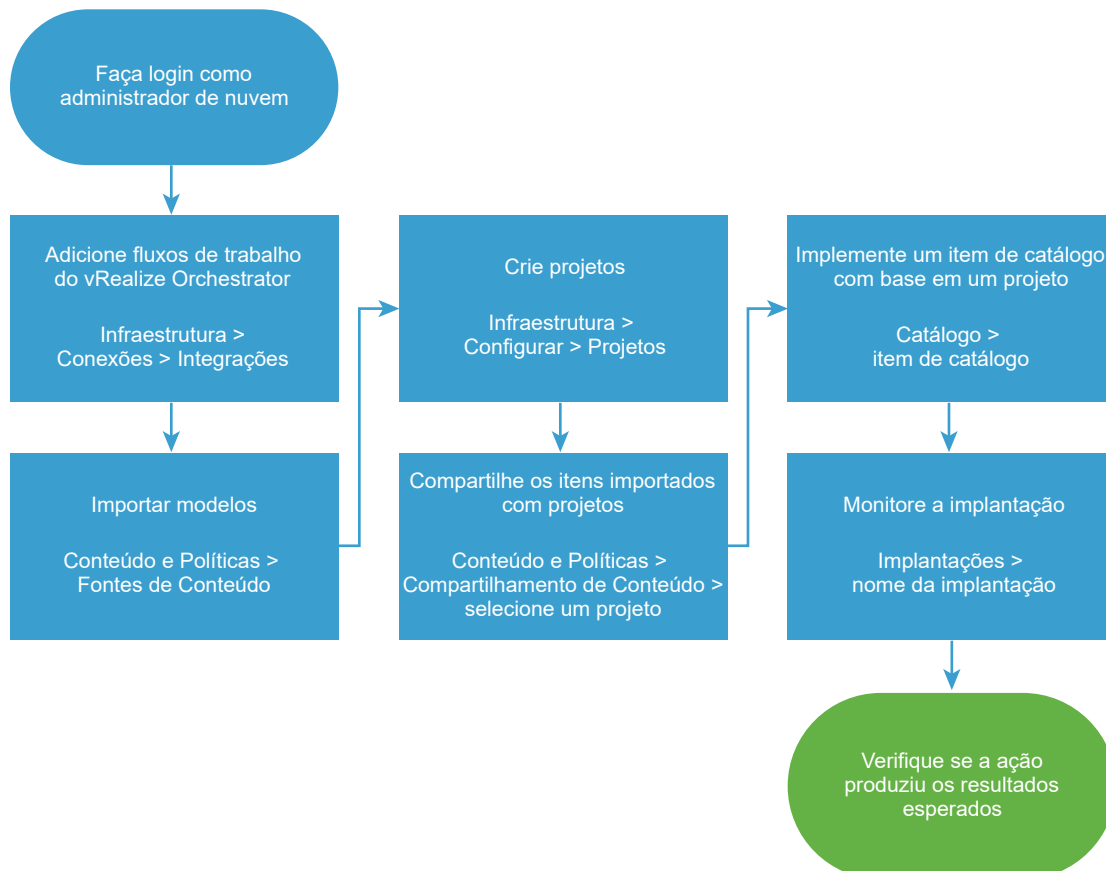 Faça login como
administrador de nuvem
Adicione fluxos de trabalho
do vRealize Orchestrator
Infraestrutura >
Conexões > Integrações
Importar modelos
Conteúdo e Políticas >
Fontes de Conteúdo
Crie projetos
Infraestrutura >
Configurar > Projetos
Compartilhe os itens importados
com projetos
Conteúdo e Políticas >
Compartilhamento de Conteúdo >
selecione um projeto
Implemente um item de catálogo
com base em um projeto
Catálogo >
item de catálogo
Monitore a implantação
Implantações >
nome da implantação
Verifique se a ação
produziu os resultados
esperados